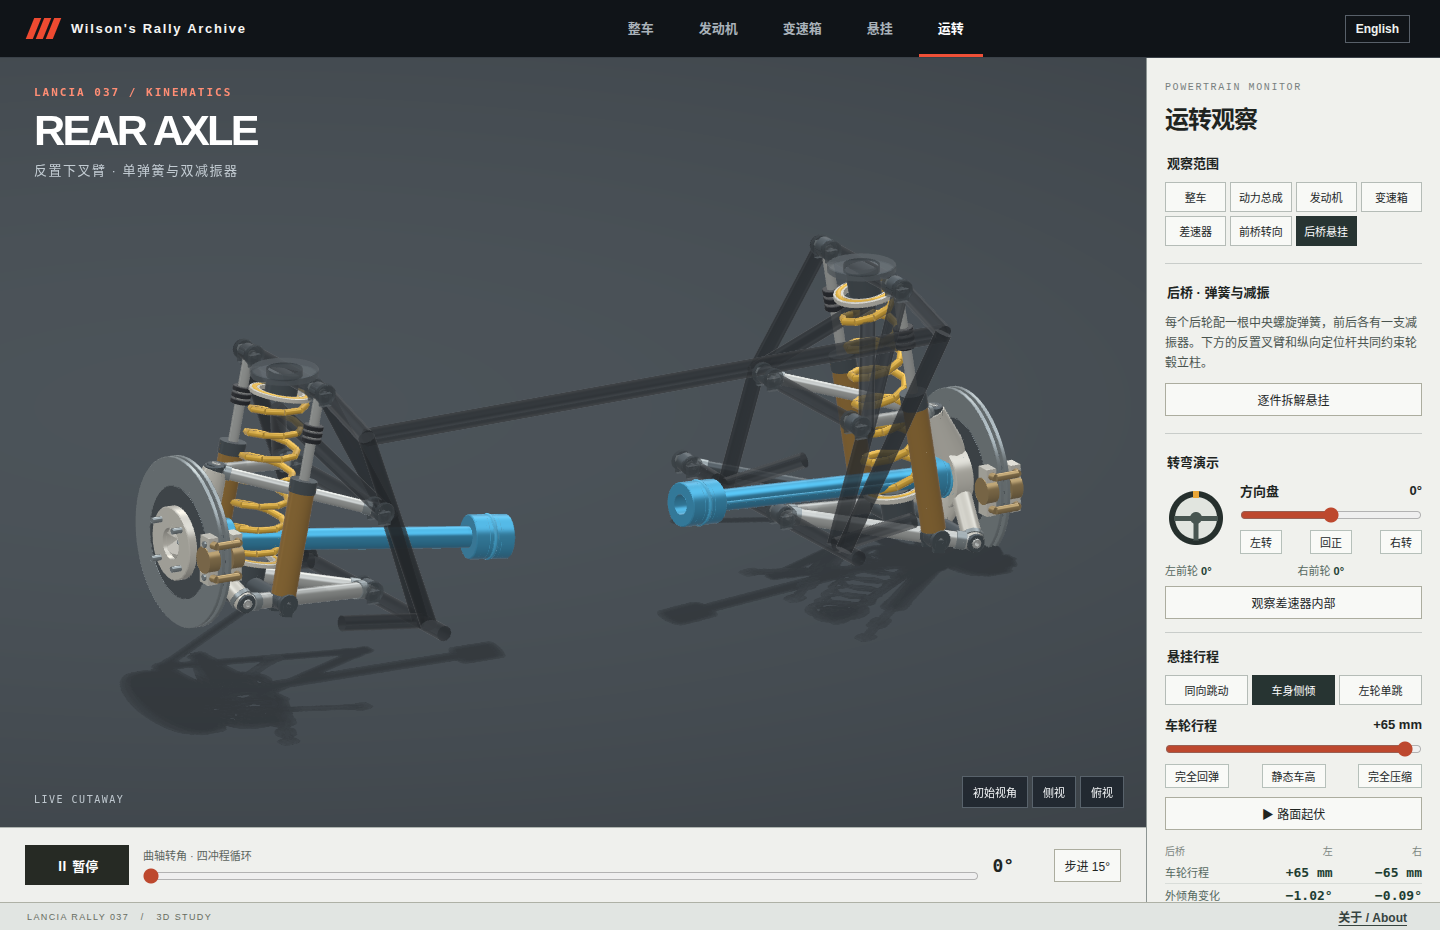 Wilson's Rally Archive
整车 发动机 变速箱 悬挂 运转
English
LANCIA 037 / KINEMATICS
REAR AXLE
反置下叉臂 · 单弹簧与双减振器
LIVE CUTAWAY
初始视角 侧视 俯视
POWERTRAIN MONITOR
运转观察
观察范围
整车 动力总成 发动机 变速箱
差速器 前桥转向 后桥悬挂
后桥 · 弹簧与减振
每个后轮配一根中央螺旋弹簧，前后各有一支减
振器。下方的反置叉臂和纵向定位杆共同约束轮
毂立柱。
逐件拆解悬挂
转弯演示
方向盘 0°
左转 回正 右转
左前轮 0° 右前轮 0°
观察差速器内部
悬挂行程
同向跳动 车身侧倾 左轮单跳
车轮行程 +65 mm
完全回弹 静态车高 完全压缩
▶ 路面起伏
后桥 左 右
车轮行程 +65 mm −65 mm
外倾角变化 −1.02° −0.09°
II 暂停
曲轴转角 · 四冲程循环
0°
步进 15°
LANCIA RALLY 037 / 3D STUDY
关于 / About